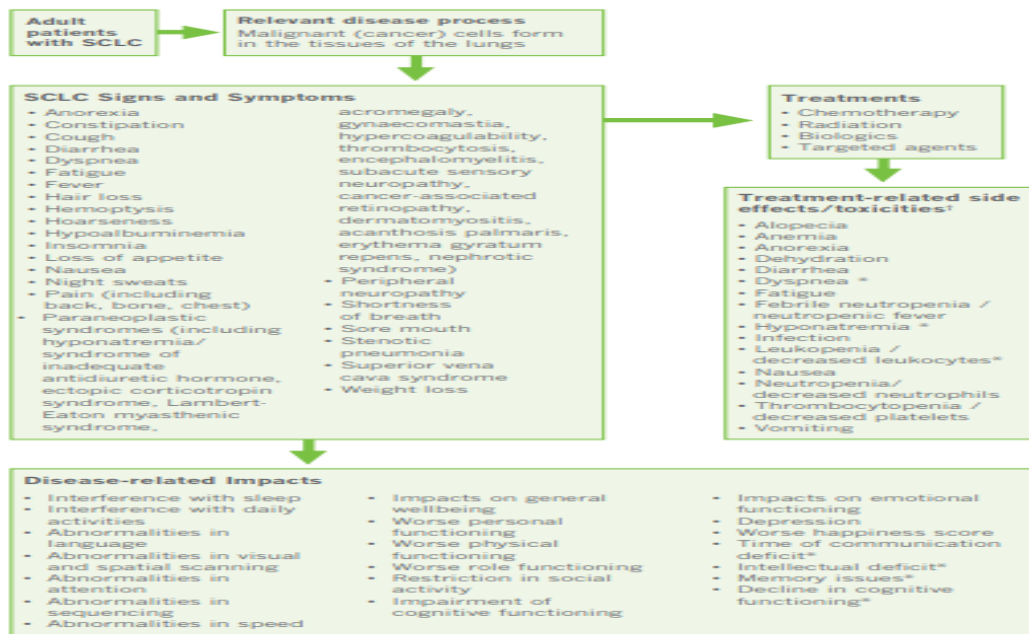 Adult
patients
with SCLC
Relevant disease process
Malignant (cancer) cells form
in the tissues of the lungs
SCLC Signs and Symptoms
• Anorexia
• Constipation
• Cough
• Diarrhea
• Dyspnea
• Fatigue
• Fever
• Hair loss
• Hemoptysis
• Hoarseness
• Hypoalbuminemia
• Insomnia
• Loss of appetite
• Nausea
• Night sweats
• Pain (including
back, bone, chest)
• Paraneoplastic
syndromes (including
hyponatremia/
syndrome of
inadequate
antidiuretic hormone,
ectopic corticotropin
syndrome, Lambert-
Eaton myasthenic
syndrome,
acromegaly,
gynaecomastia,
hypercoagulability,
thrombocytosis,
encephalomyelitis,
subacute sensory
neuropathy,
cancer-associated
retinopathy,
dermatomyositis,
acanthosis palmaris,
erythema gyratum
repens, nephrotic
syndrome)
• Peripheral
neuropathy
• Shortness
of breath
• Sore mouth
• Stenotic
pneumonia
• Superior vena
cava syndrome
• Weight loss
Treatments
• Chemotherapy
• Radiation
• Biologics
• Targeted agents
Treatment-related side
effects/toxicities†
• Alopecia
• Anemia
• Anorexia
• Dehydration
• Diarrhea
• Dyspnea *
• Fatigue
• Febrile neutropenia /
neutropenic fever
• Hyponatremia *
• Infection
• Leukopenia /
decreased leukocytes*
• Nausea
• Neutropenia/
decreased neutrophils
• Thrombocytopenia /
decreased platelets
• Vomiting
Disease-related Impacts
• Interference with sleep
• Interference with daily
activities
• Abnormalities in
language
• Abnormalities in visual
and spatial scanning
• Abnormalities in
attention
• Abnormalities in
sequencing
• Abnormalities in speed
• Impacts on general
wellbeing
• Worse personal
functioning
• Worse physical
functioning
• Worse role functioning
• Restriction in social
activity
• Impairment of
cognitive functioning
• Impacts on emotional
functioning
• Depression
• Worse happiness score
• Time of communication
deficit*
• Intellectual deficit*
• Memory issues*
• Decline in cognitive
functioning*